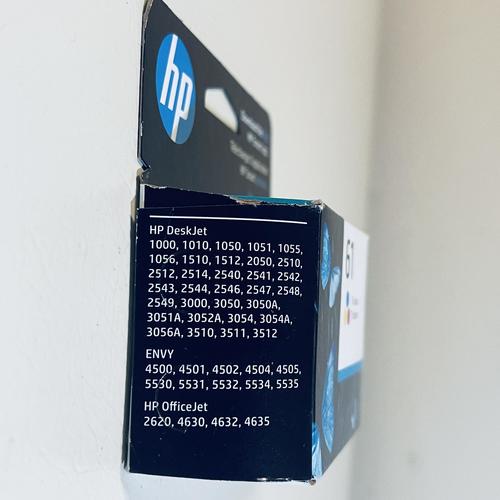 hp
HP DeskJet
1000, 1010, 1050, 1051, 1055,
1056, 1510, 1512, 2050, 2510,
2512, 2514, 2540, 2541, 2542,
2543, 2544, 2546, 2547, 2548,
2549, 3000, 3050, 3050A,
3051A, 3052A, 3054, 3054A,
3056A, 3510, 3511, 3512
ENVY
4500, 4501, 4502, 4504, 4505,
5530, 5531, 5532, 5534, 5535
HP OfficeJet
2620, 4630, 4632, 4635
61